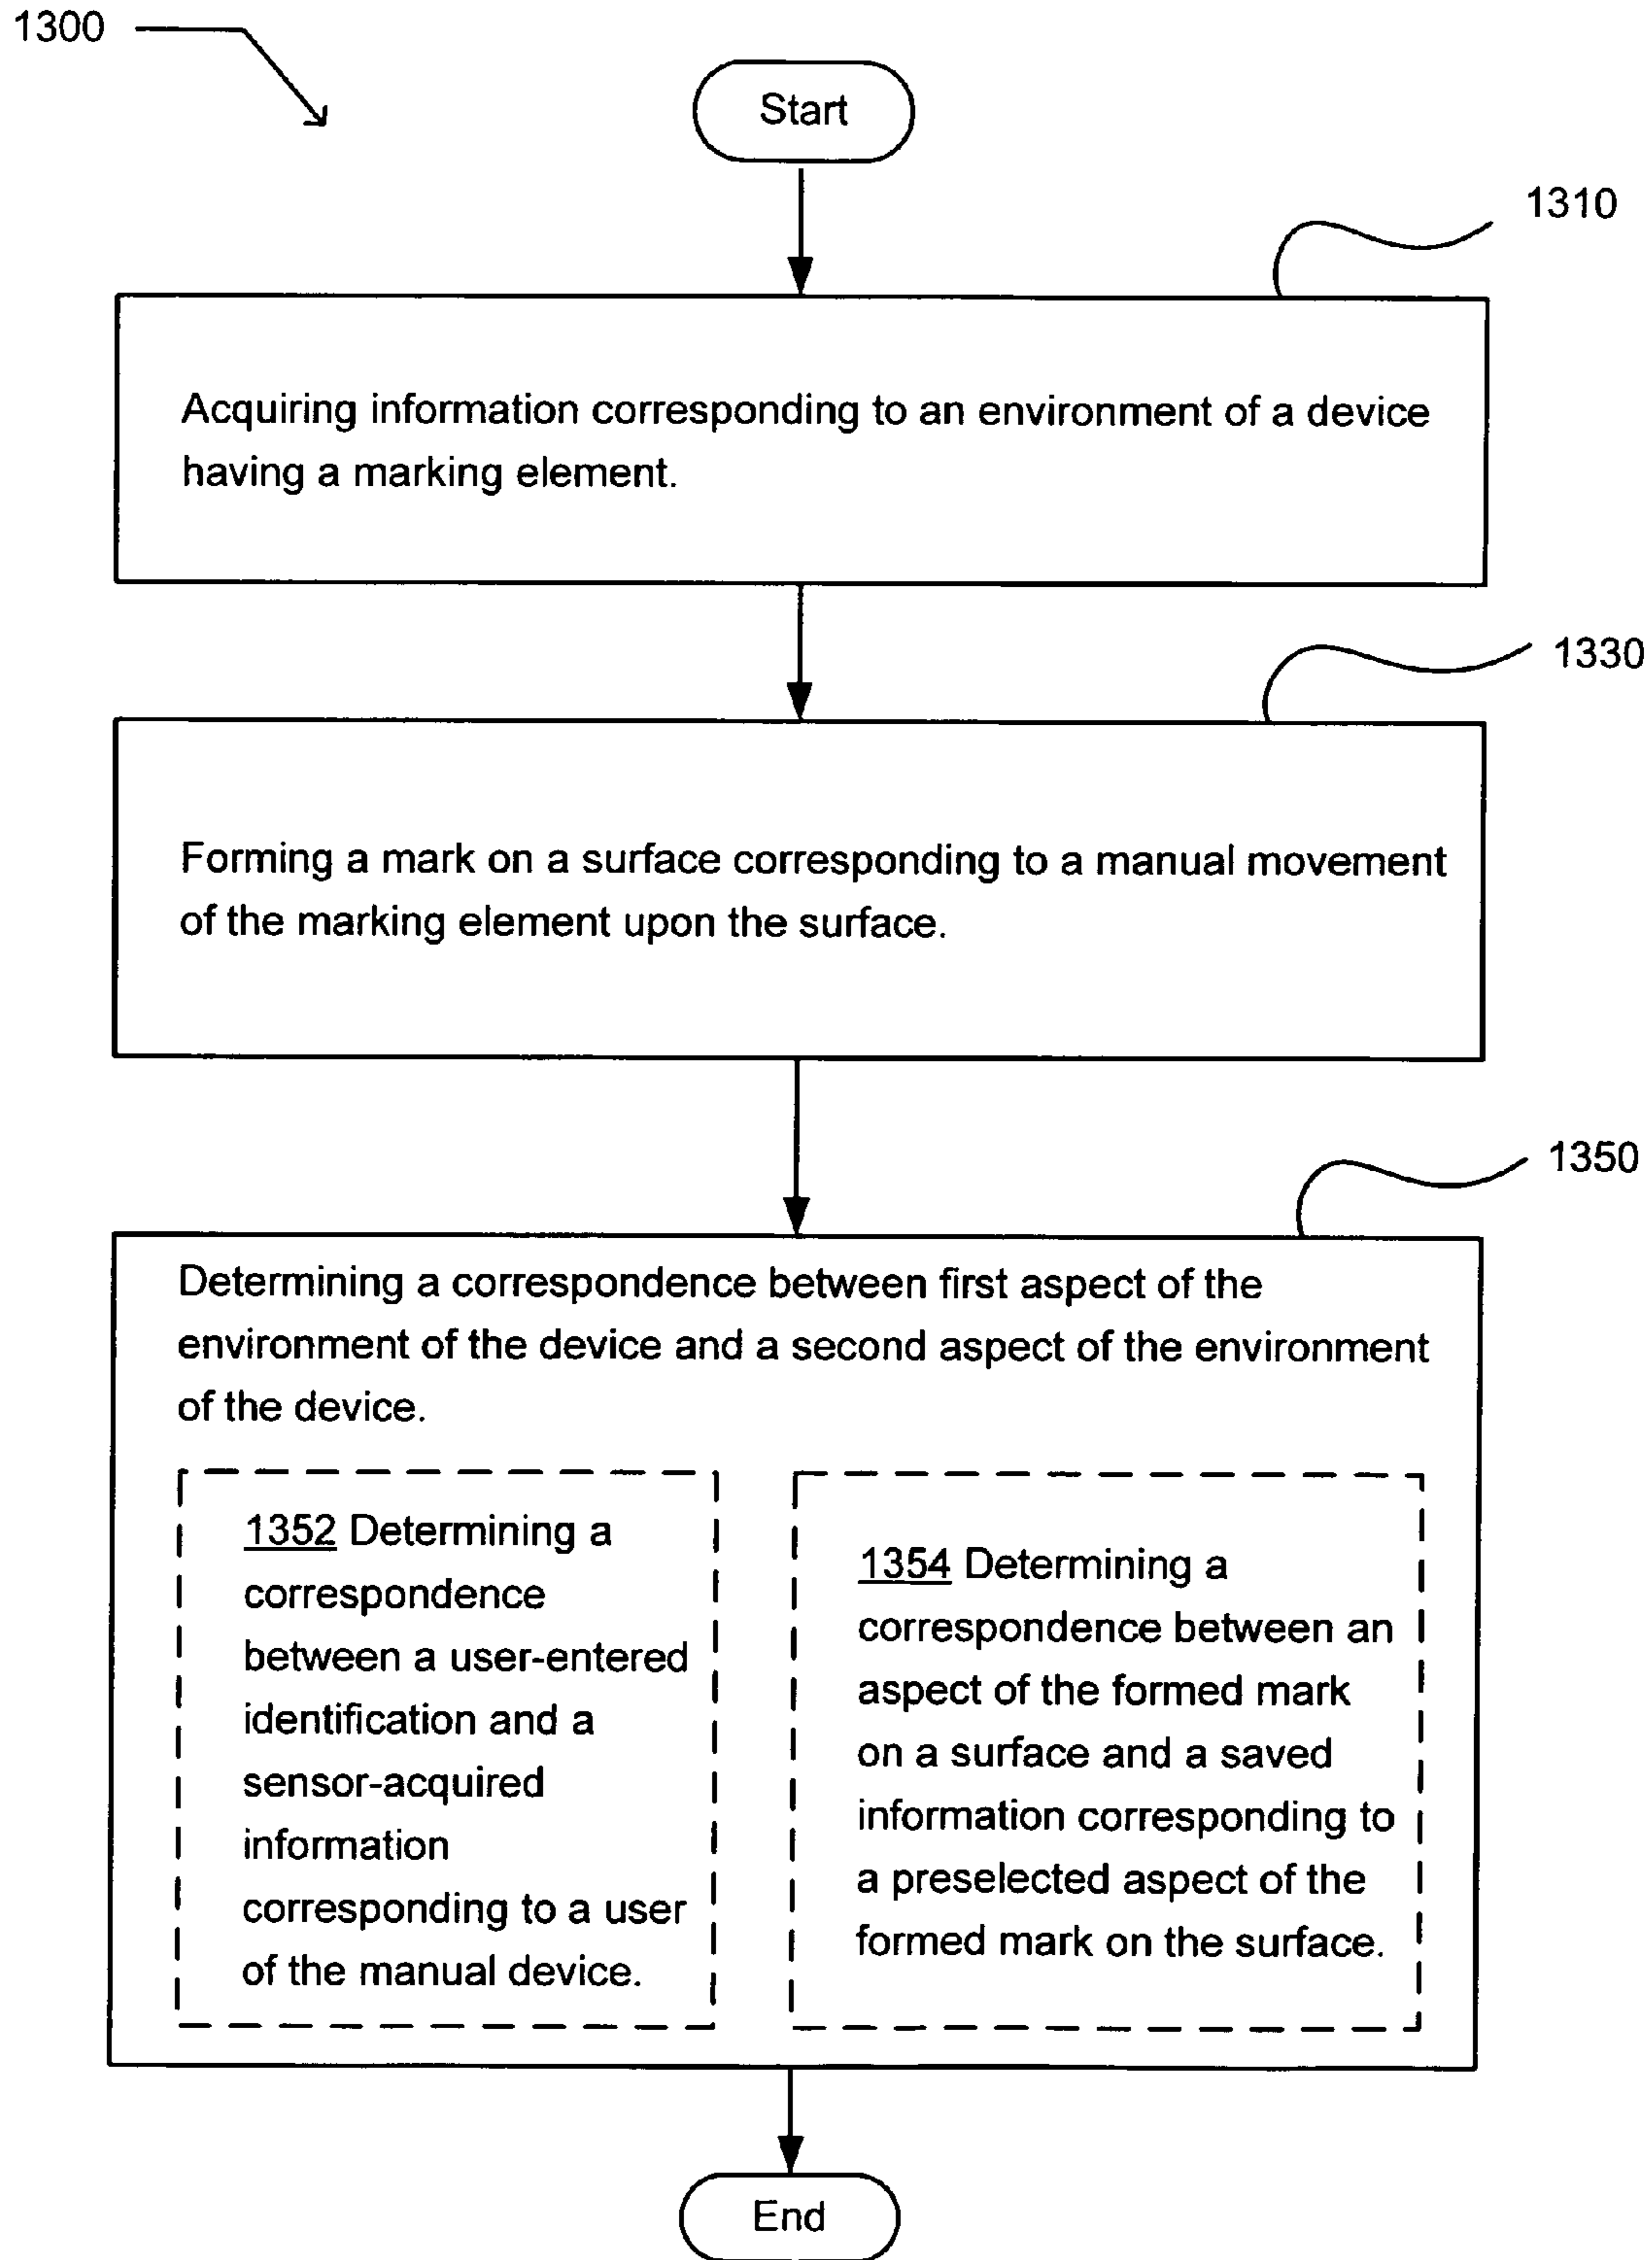 1300
Start
1310
Acquiring information corresponding to an environment of a device
having a marking element.
1330
Forming a mark on a surface corresponding to a manual movement
of the marking element upon the surface.
1350
Determining a correspondence between first aspect of the
environment of the device and a second aspect of the environment
of the device.
1352 Determining a
correspondence
between a user-entered
identification and a
sensor-acquired
information
corresponding to a user
of the manual device.
1354 Determining a
correspondence between an
aspect of the formed mark
on a surface and a saved
information corresponding to
a preselected aspect of the
formed mark on the surface.
End